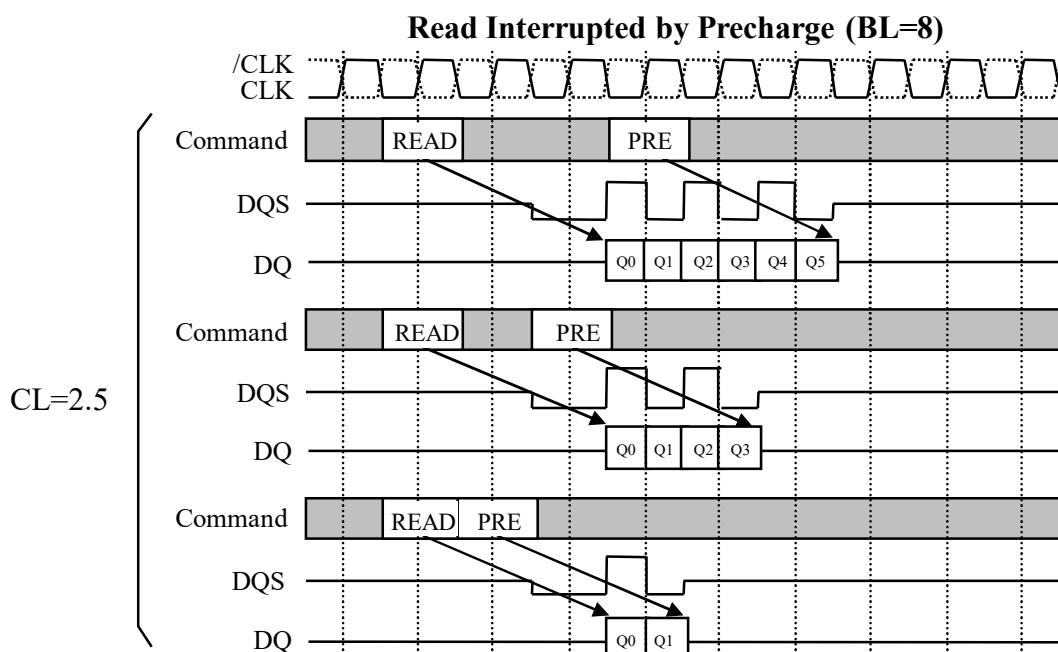 Read Interrupted by Precharge (BL=8)
/CLK
CLK
Command READ PRE
DQS
DQ Q0 Q1 Q2 Q3 Q4 Q5
Command READ PRE
CL=2.5
DQS
DQ Q0 Q1 Q2 Q3
Command READ PRE
DQS
DQ Q0 Q1